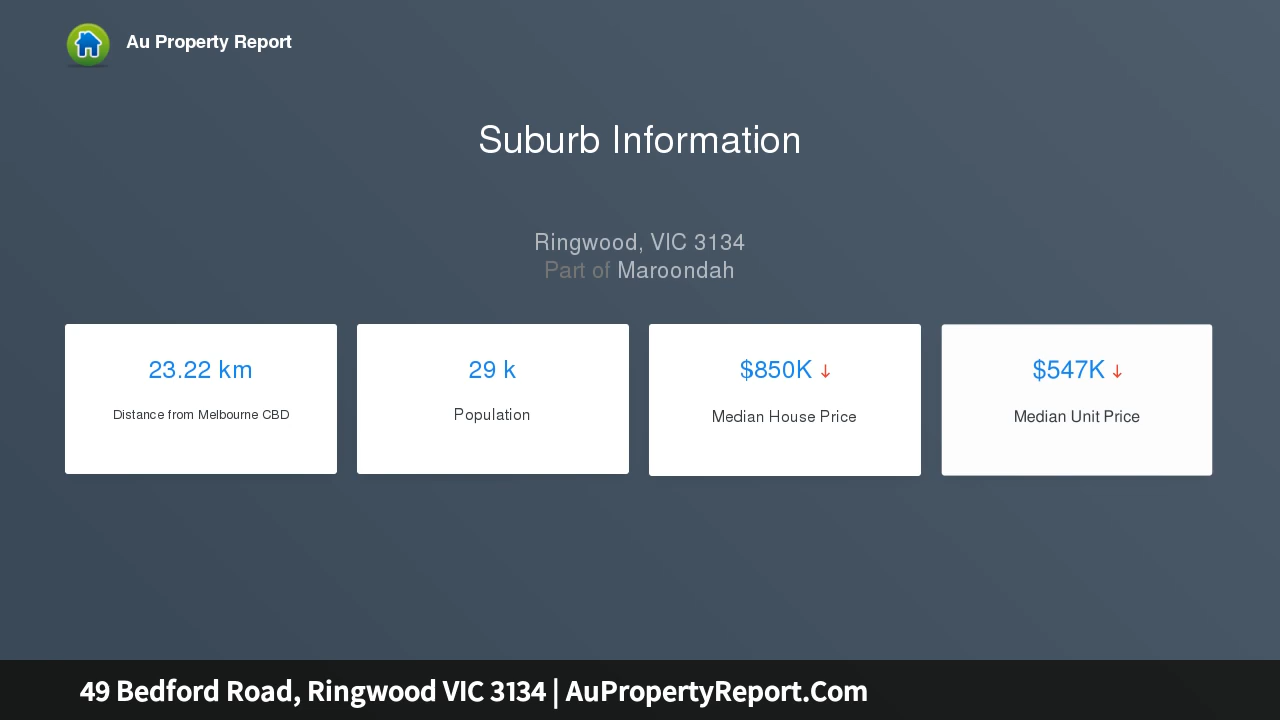 Au Property Report
Suburb Information
Ringwood, VIC 3134
Part of Maroondah
23.22 km
Distance from Melbourne CBD
29 k
Population
$850K ↓
Median House Price
$547K ↓
Median Unit Price
49 Bedford Road, Ringwood VIC 3134 | AuPropertyReport.Com